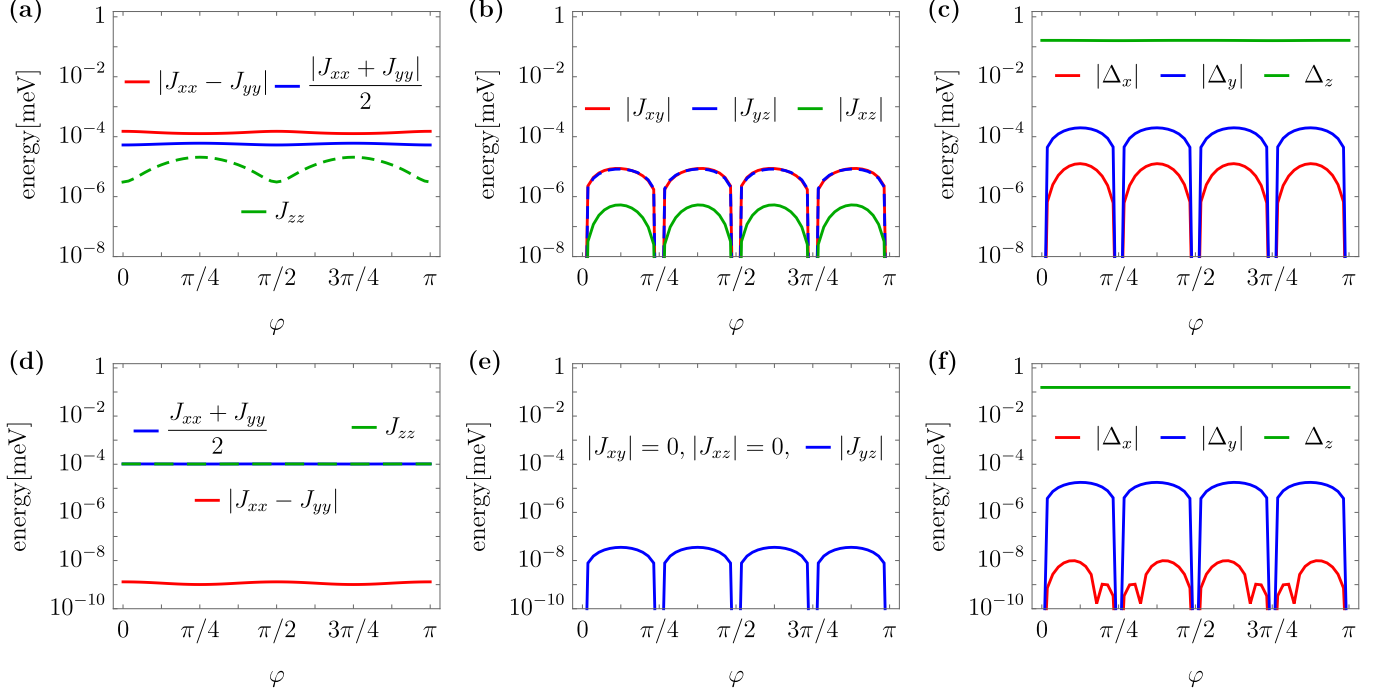 (a)
1
10⁻²
10⁻⁴
10⁻⁶
10⁻⁸
energy[meV]
|J_xx − J_yy|
|J_xx + J_yy|
2
J_zz
0 π/4 π/2 3π/4 π
φ
(b)
1
10⁻²
10⁻⁴
10⁻⁶
10⁻⁸
energy[meV]
|J_xy| |J_yz| |J_xz|
0 π/4 π/2 3π/4 π
φ
(c)
1
10⁻²
10⁻⁴
10⁻⁶
10⁻⁸
energy[meV]
|Δ_x| |Δ_y| Δ_z
0 π/4 π/2 3π/4 π
φ
(d)
1
10⁻²
10⁻⁴
10⁻⁶
10⁻⁸
10⁻¹⁰
energy[meV]
J_xx + J_yy
2
J_zz
|J_xx − J_yy|
0 π/4 π/2 3π/4 π
φ
(e)
1
10⁻²
10⁻⁴
10⁻⁶
10⁻⁸
10⁻¹⁰
energy[meV]
|J_xy| = 0, |J_xz| = 0, |J_yz|
0 π/4 π/2 3π/4 π
φ
(f)
1
10⁻²
10⁻⁴
10⁻⁶
10⁻⁸
10⁻¹⁰
energy[meV]
|Δ_x| |Δ_y| Δ_z
0 π/4 π/2 3π/4 π
φ